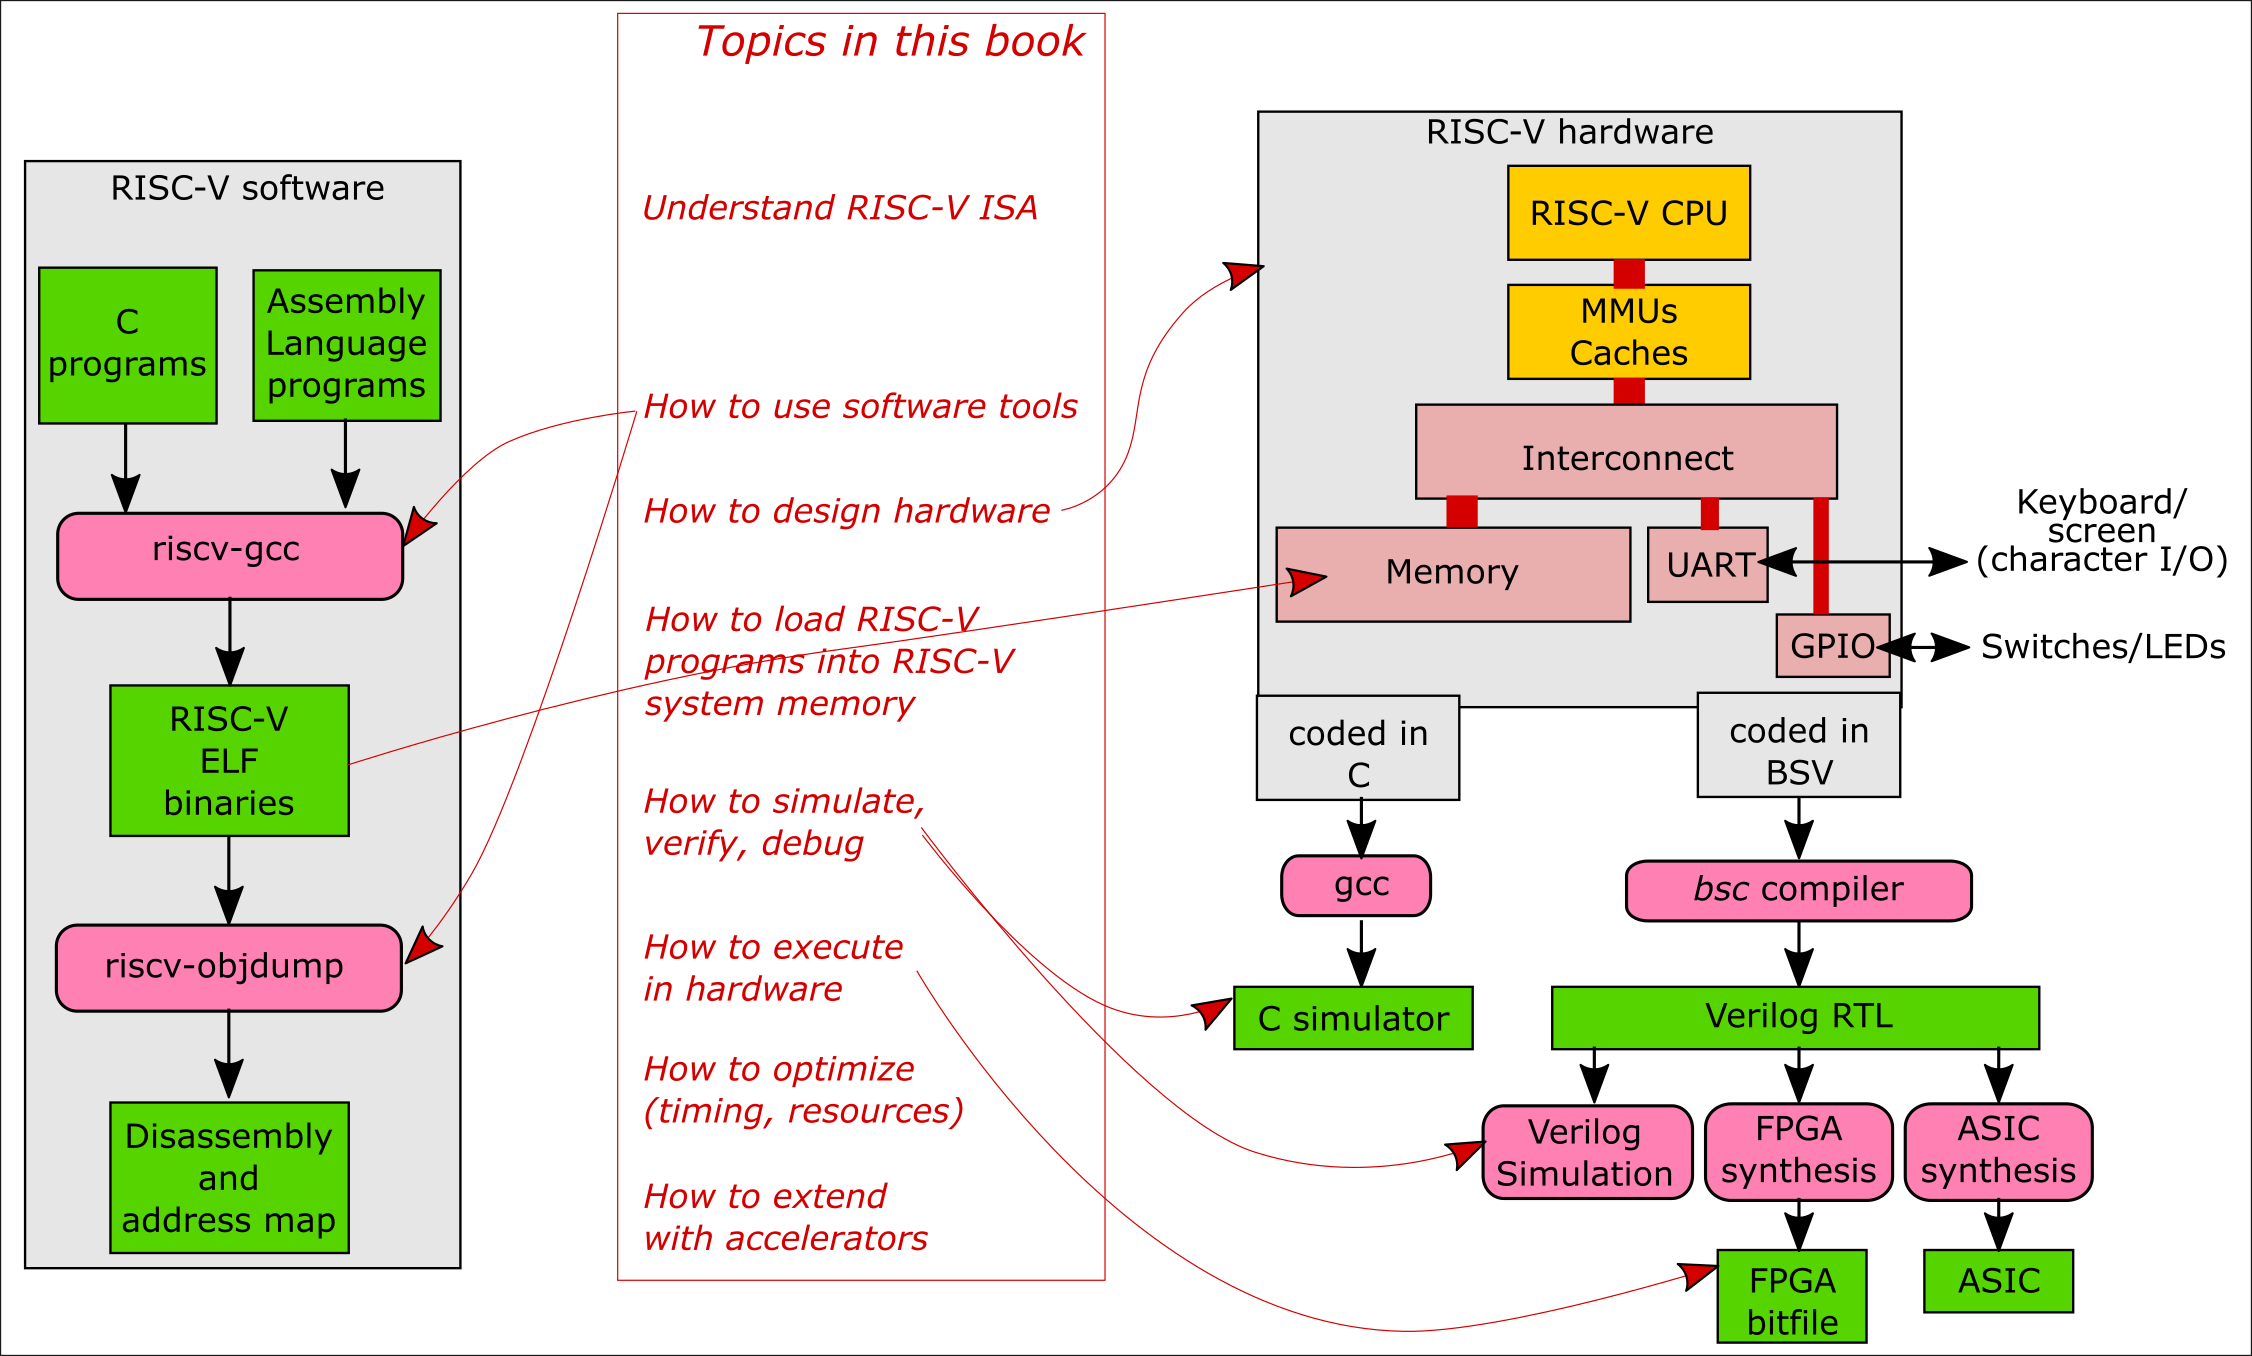 Topics in this book
Understand RISC-V ISA
How to use software tools
How to design hardware
How to load RISC-V
programs into RISC-V
system memory
How to simulate,
verify, debug
How to execute
in hardware
How to optimize
(timing, resources)
How to extend
with accelerators
RISC-V software
C
programs
Assembly
Language
programs
riscv-gcc
RISC-V
ELF
binaries
riscv-objdump
Disassembly
and
address map
RISC-V hardware
RISC-V CPU
MMUs
Caches
Interconnect
Memory
UART
GPIO
Keyboard/
screen
(character I/O)
Switches/LEDs
coded in
C
gcc
C simulator
coded in
BSV
bsc compiler
Verilog RTL
Verilog
Simulation
FPGA
synthesis
ASIC
synthesis
FPGA
bitfile
ASIC